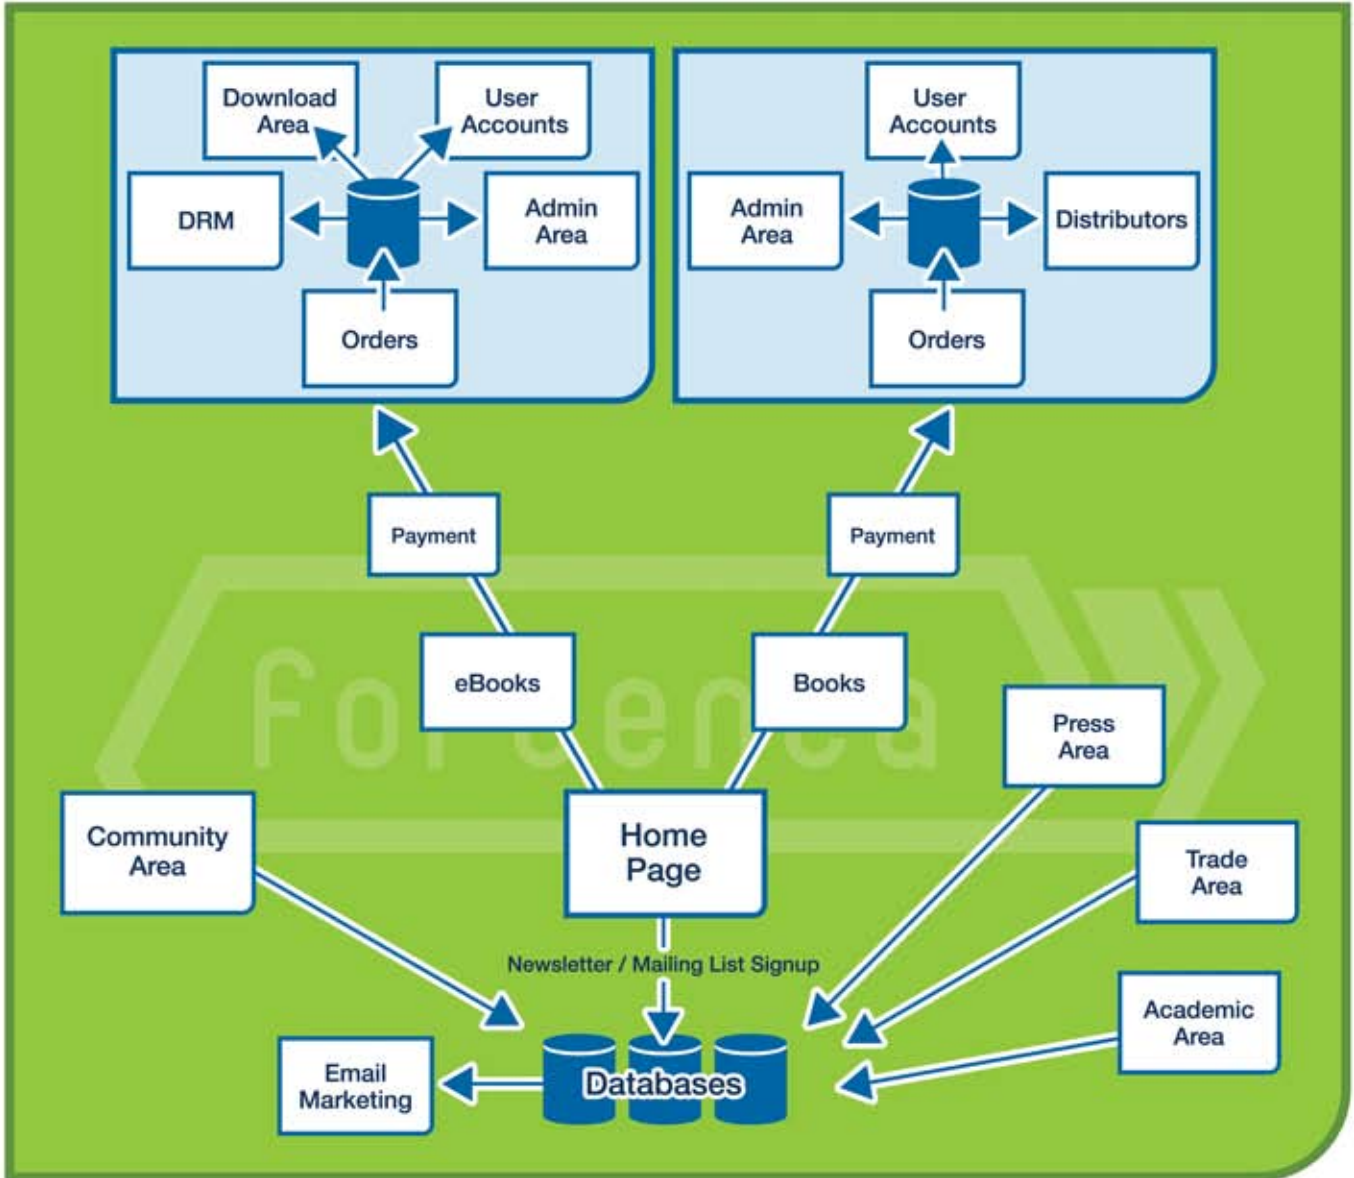 Download
Area
User
Accounts
DRM
Admin
Area
Orders
User
Accounts
Admin
Area
Distributors
Orders
Payment
Payment
eBooks
Books
Press
Area
Community
Area
Home
Page
Trade
Area
Newsletter / Mailing List Signup
Academic
Area
Email
Marketing
Databases